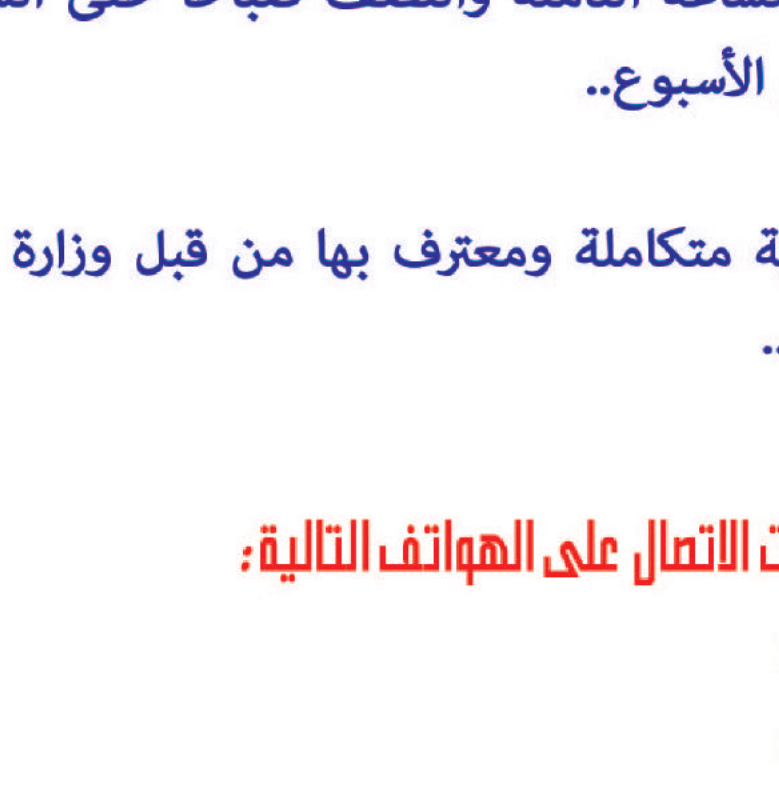 الأسبوع..
ة متكاملة ومعترف بها من قبل وزارة
..
ت الاتصال على الهواتف التالية: